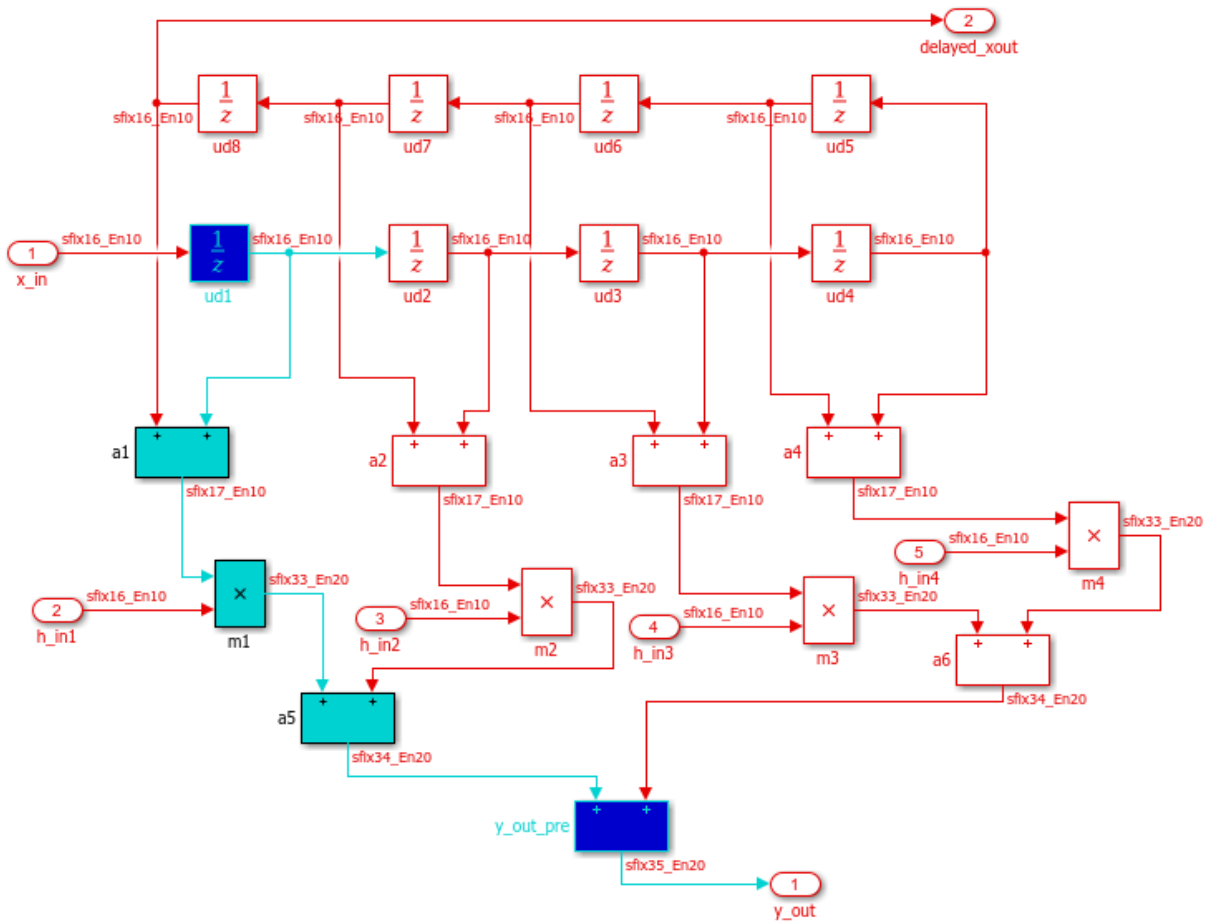 2
delayed_xout
1/z
1/z
1/z
1/z
sfix16_En10
sfix16_En10
sfix16_En10
sfix16_En10
ud8
ud7
ud6
ud5
1
x_in
sfix16_En10
1/z
sfix16_En10
1/z
sfix16_En10
1/z
sfix16_En10
1/z
sfix16_En10
ud1
ud2
ud3
ud4
a1
+ +
a2
+ +
a3
+ +
a4
+ +
sfix17_En10
sfix17_En10
sfix17_En10
sfix17_En10
2
h_in1
sfix16_En10
×
m1
sfix33_En20
3
h_in2
sfix16_En10
×
m2
sfix33_En20
4
h_in3
sfix16_En10
×
m3
sfix33_En20
5
h_in4
sfix16_En10
×
m4
sfix33_En20
a5
+ +
sfix34_En20
a6
+ +
sfix34_En20
y_out_pre
+ +
sfix35_En20
1
y_out